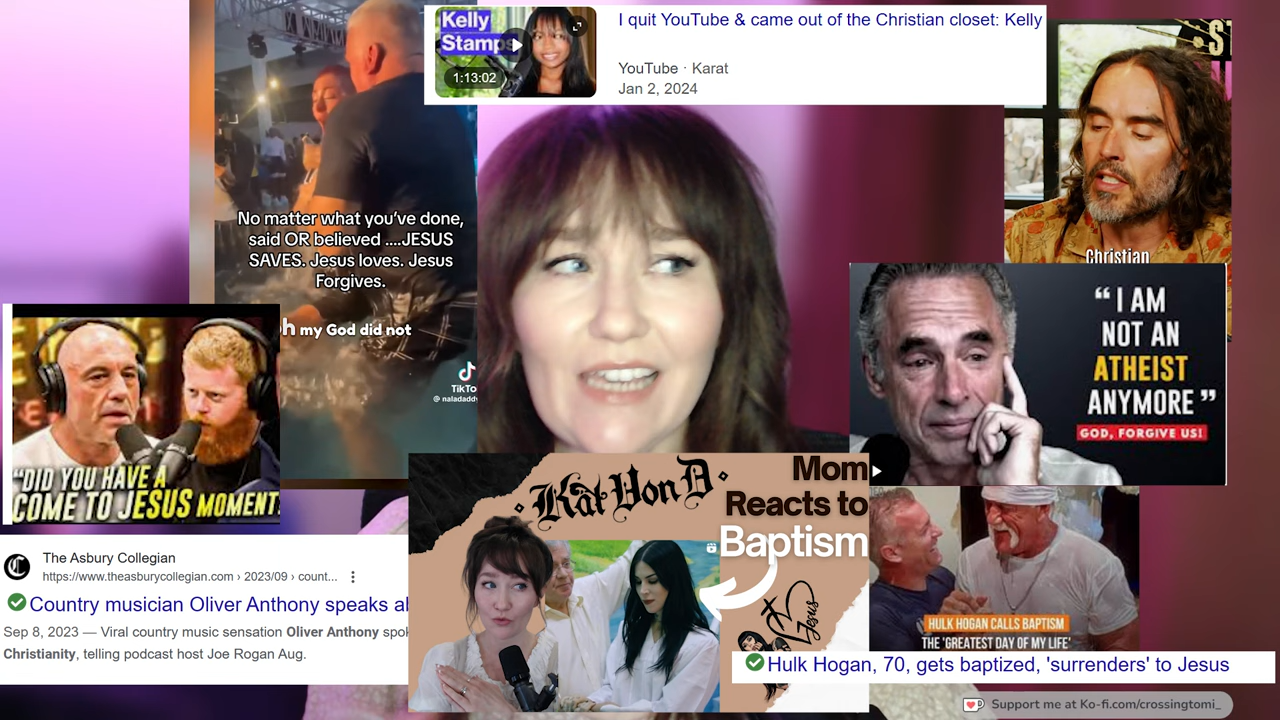 Kelly
Stamps
1:13:02
I quit YouTube & came out of the Christian closet: Kelly
YouTube · Karat
Jan 2, 2024
No matter what you've done,
said OR believed ....JESUS
SAVES. Jesus loves. Jesus
Forgives.
my God did not
TikTo
@ naladaddy
Christian
“ I AM
NOT AN
ATHEIST
ANYMORE ”
GOD, FORGIVE US!
“DID YOU HAVE A
COME TO JESUS MOMENT
The Asbury Collegian
https://www.theasburycollegian.com › 2023/09 › count...
Country musician Oliver Anthony speaks
Sep 8, 2023 — Viral country music sensation Oliver Anthony
Christianity, telling podcast host Joe Rogan Aug.
Kat Von D
Mom
Reacts to
Baptism
Jesus
HULK HOGAN CALLS BAPTISM
THE 'GREATEST DAY OF MY LIFE'
Hulk Hogan, 70, gets baptized, 'surrenders' to Jesus
Support me at Ko-fi.com/crossingtomi_